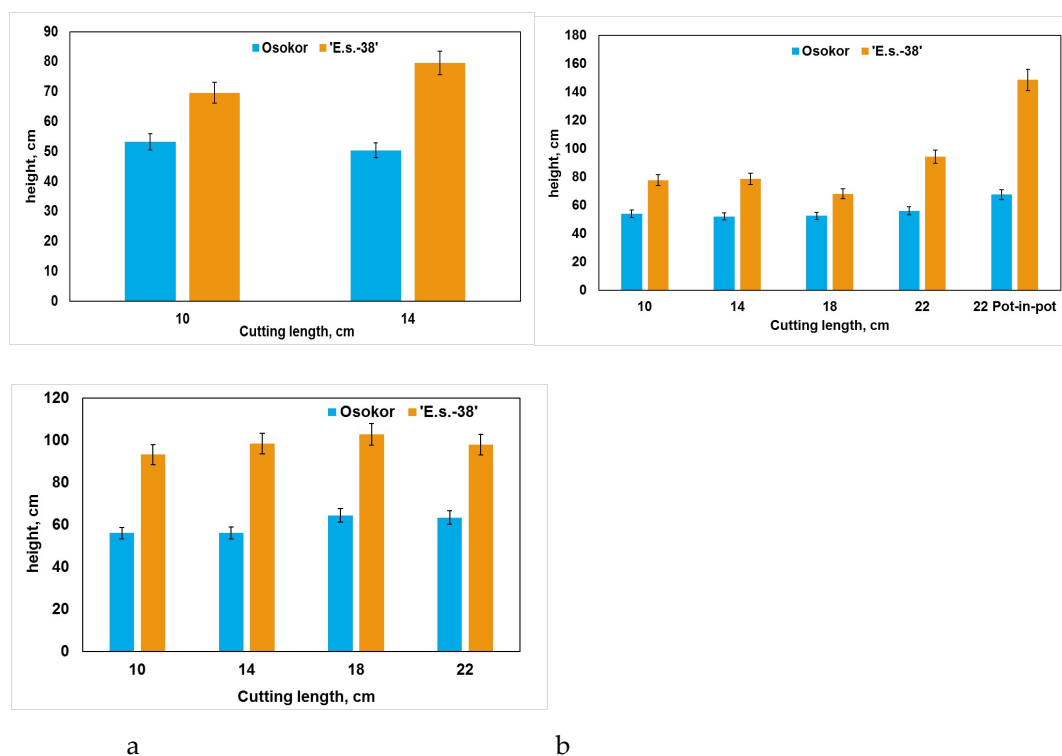 90
80
70
60
50
40
30
20
10
0
height, cm
Osokor 'E.s.-38'
10 14
Cutting length, cm
180
160
140
120
100
80
60
40
20
0
height, cm
Osokor 'E.s.-38'
10 14 18 22 22 Pot-in-pot
Cutting length, cm
120
100
80
60
40
20
0
height, cm
Osokor 'E.s.-38'
10 14 18 22
Cutting length, cm
a b